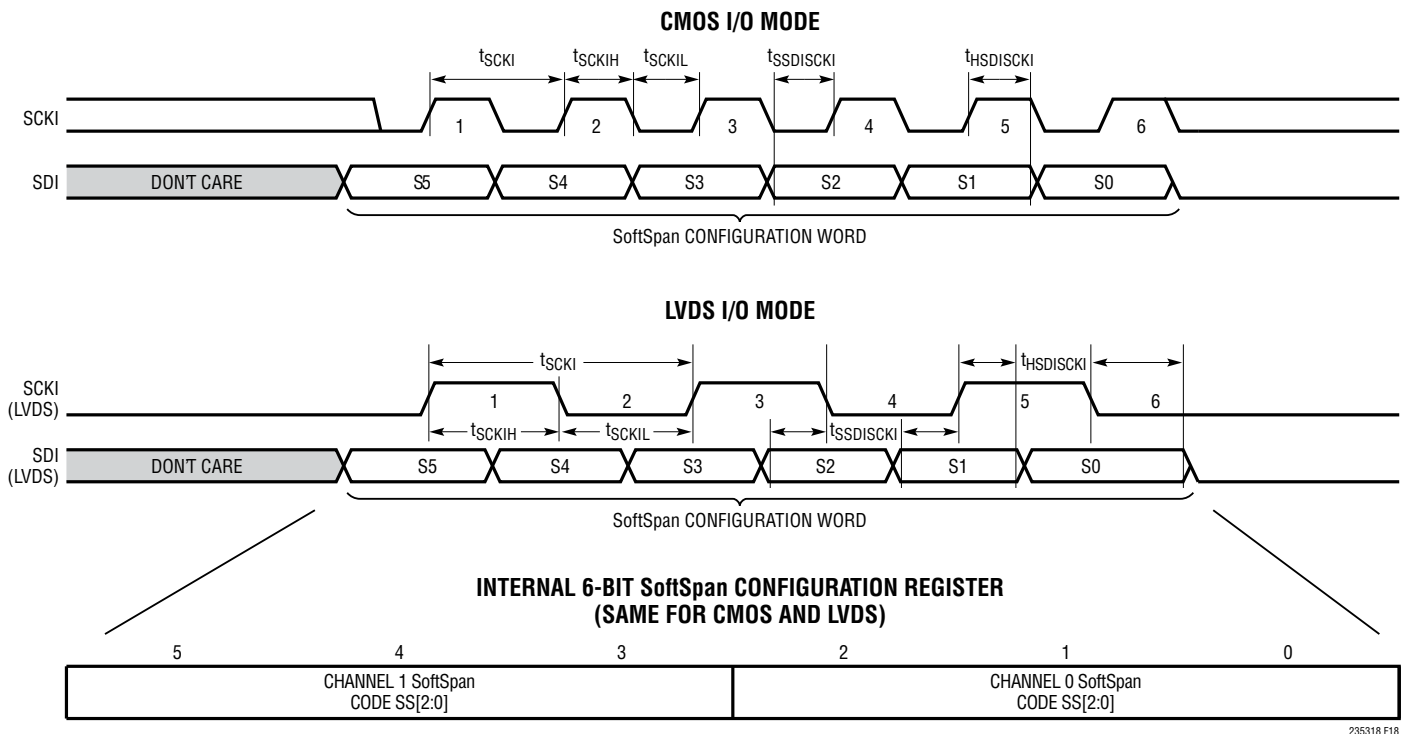 CMOS I/O MODE
tSCKI tSCKIH tSCKIL tSSDISCKI tHSDISCKI
SCKI 1 2 3 4 5 6
SDI DON'T CARE S5 S4 S3 S2 S1 S0
SoftSpan CONFIGURATION WORD
LVDS I/O MODE
tSCKI tHSDISCKI
SCKI
(LVDS)
1 2 3 4 5 6
tSCKIH tSCKIL tSSDISCKI
SDI
(LVDS)
DON'T CARE S5 S4 S3 S2 S1 S0
SoftSpan CONFIGURATION WORD
INTERNAL 6-BIT SoftSpan CONFIGURATION REGISTER
(SAME FOR CMOS AND LVDS)
5 4 3 2 1 0
CHANNEL 1 SoftSpan
CODE SS[2:0]
CHANNEL 0 SoftSpan
CODE SS[2:0]
235318 F18